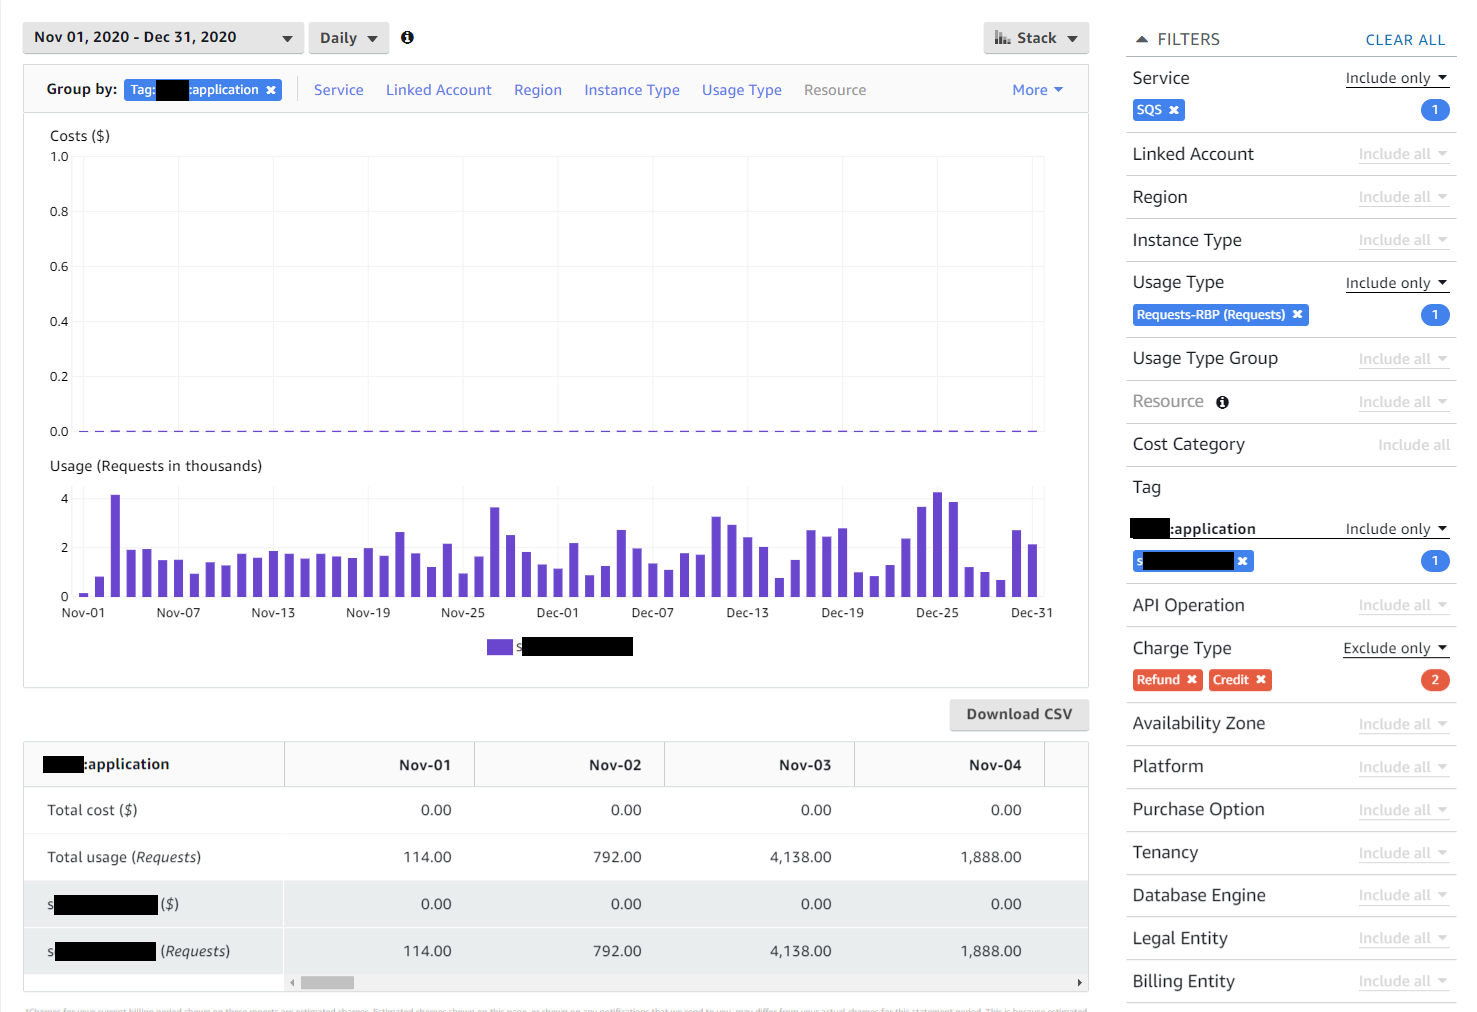 Nov 01, 2020 - Dec 31, 2020
Daily
Stack
Group by: Tag: :application Service Linked Account Region Instance Type Usage Type Resource More
Costs ($)
1.0
0.8
0.6
0.4
0.2
0.0
Usage (Requests in thousands)
4
2
0
Nov-01 Nov-07 Nov-13 Nov-19 Nov-25 Dec-01 Dec-07 Dec-13 Dec-19 Dec-25 Dec-31
s
Download CSV
:application Nov-01 Nov-02 Nov-03 Nov-04
Total cost ($) 0.00 0.00 0.00 0.00
Total usage (Requests) 114.00 792.00 4,138.00 1,888.00
s ($) 0.00 0.00 0.00 0.00
s (Requests) 114.00 792.00 4,138.00 1,888.00
FILTERS CLEAR ALL
Service Include only
SQS 1
Linked Account Include all
Region Include all
Instance Type Include all
Usage Type Include only
Requests-RBP (Requests) 1
Usage Type Group Include all
Resource Include all
Cost Category Include all
Tag
:application Include only
s 1
API Operation Include all
Charge Type Exclude only
Refund Credit 2
Availability Zone Include all
Platform Include all
Purchase Option Include all
Tenancy Include all
Database Engine Include all
Legal Entity Include all
Billing Entity Include all